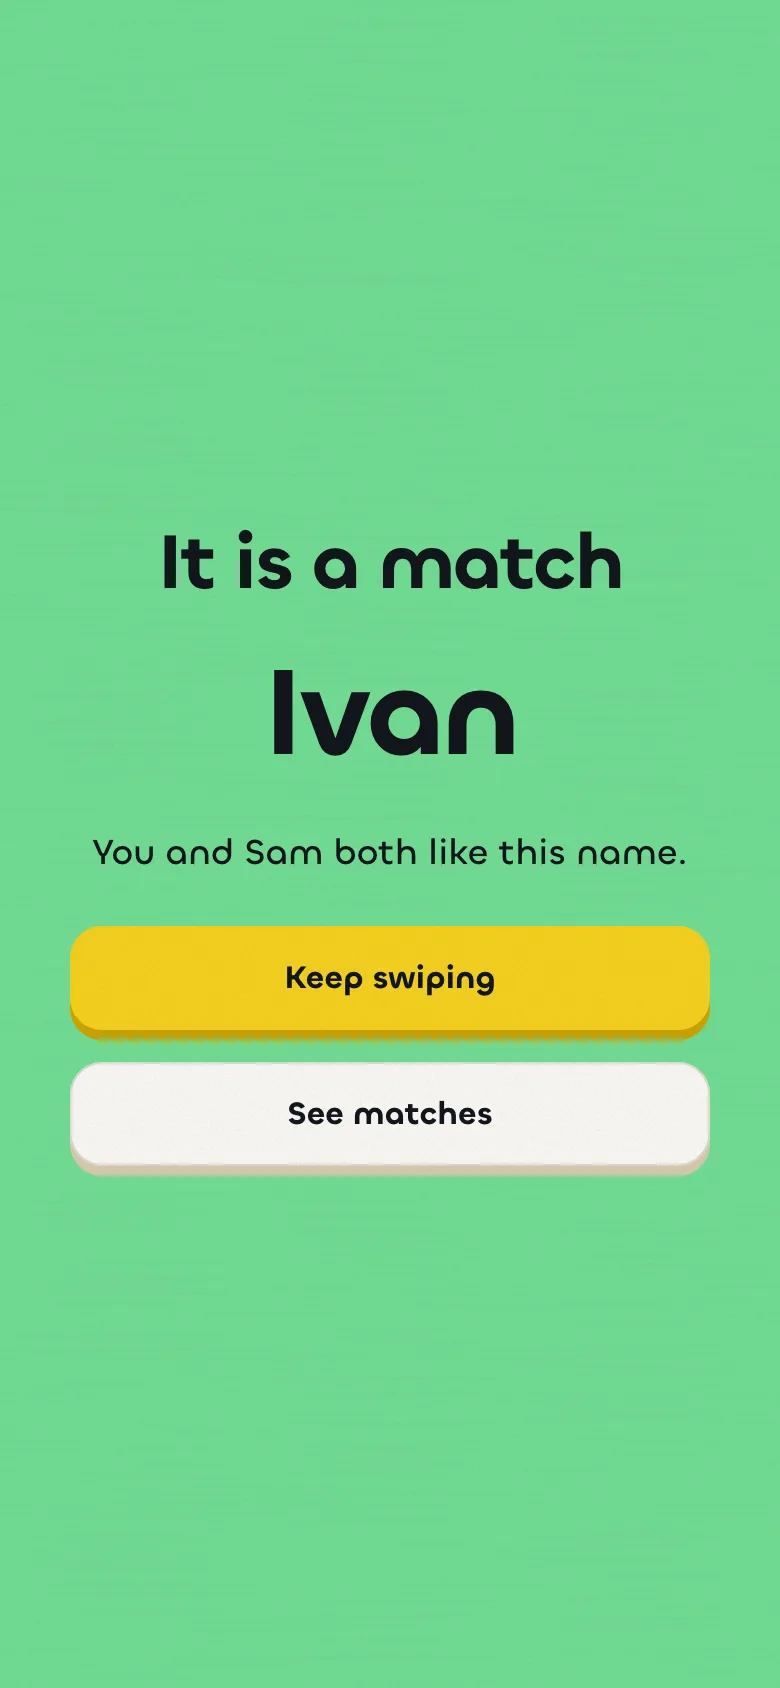 It is a match
Ivan
You and Sam both like this name.
Keep swiping
See matches